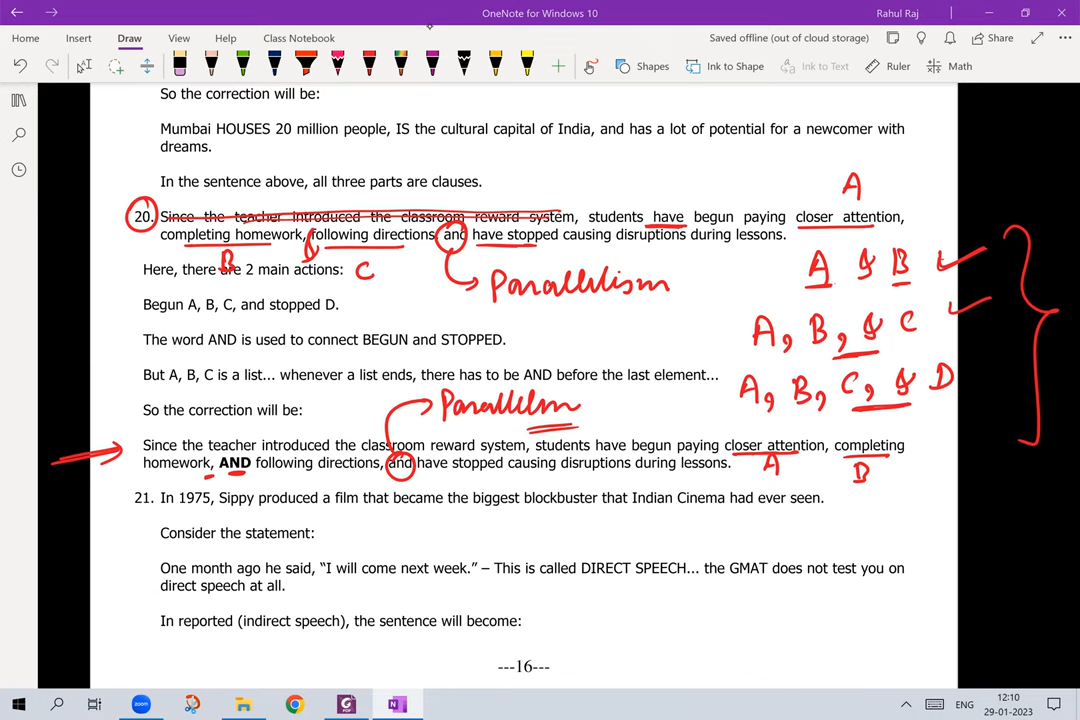 OneNote for Windows 10
Rahul Raj
Home Insert Draw View Help Class Notebook
Saved offline (out of cloud storage)
Share
Shapes
Ink to Shape
Ink to Text
Ruler
Math
So the correction will be:
Mumbai HOUSES 20 million people, IS the cultural capital of India, and has a lot of potential for a newcomer with
dreams.
In the sentence above, all three parts are clauses.
A
20. Since the teacher introduced the classroom reward system, students have begun paying closer attention,
completing homework, following directions, and have stopped causing disruptions during lessons.
B & C
Here, there are 2 main actions:
Parallelism
A & B
Begun A, B, C, and stopped D.
A, B, & C
The word AND is used to connect BEGUN and STOPPED.
A, B, C, & D
But A, B, C is a list... whenever a list ends, there has to be AND before the last element...
Parallelsm
So the correction will be:
Since the teacher introduced the classroom reward system, students have begun paying closer attention, completing
homework, AND following directions, and have stopped causing disruptions during lessons.
A B
21. In 1975, Sippy produced a film that became the biggest blockbuster that Indian Cinema had ever seen.
Consider the statement:
One month ago he said, “I will come next week.” – This is called DIRECT SPEECH... the GMAT does not test you on
direct speech at all.
In reported (indirect speech), the sentence will become:
---16---
zoom
PDF
N
ENG
12:10
29-01-2023